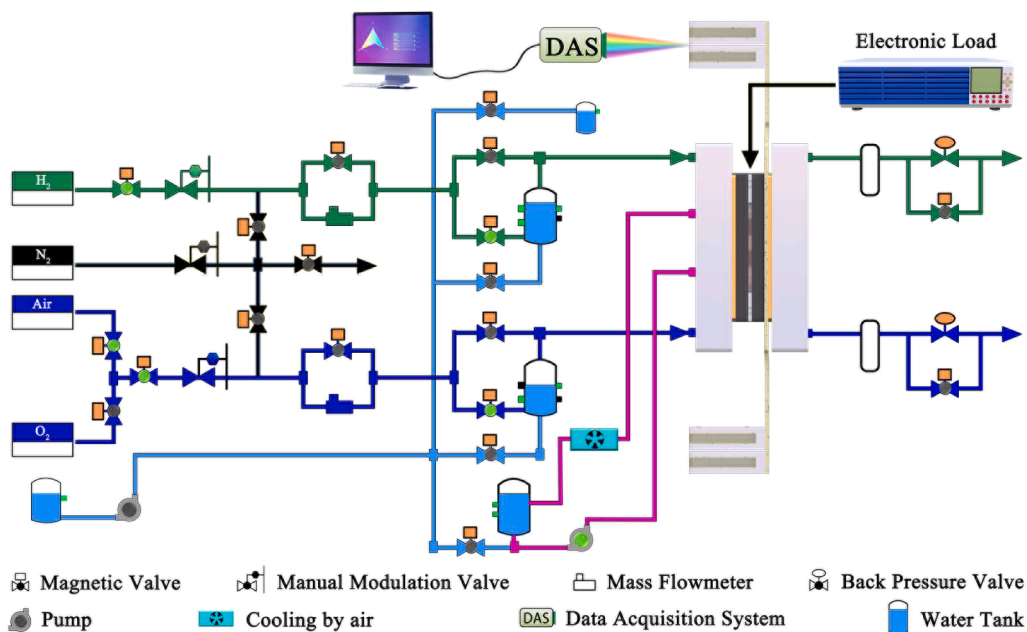 DAS
Electronic Load
H₂
N₂
Air
O₂
Magnetic Valve
Manual Modulation Valve
Mass Flowmeter
Back Pressure Valve
Pump
Cooling by air
DAS
Data Acquisition System
Water Tank